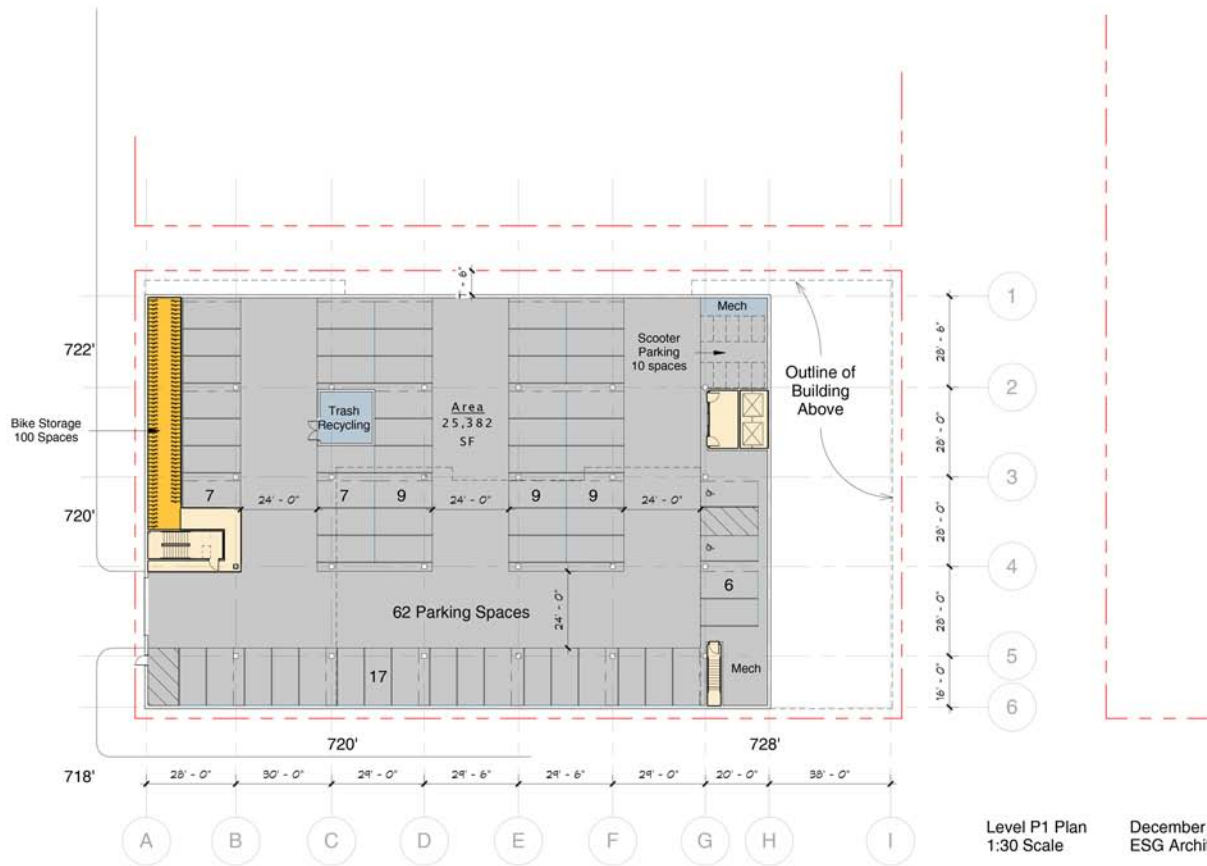 7'-6"
1
Mech
722'
Scooter
Parking
10 spaces
28'-6"
Outline of
Building
Above
2
Trash
Recycling
Area
25,382
SF
Bike Storage
100 Spaces
28'-0"
3
7
24'-0"
7
9
24'-0"
9
9
24'-0"
720'
28'-0"
4
6
62 Parking Spaces
24'-0"
28'-0"
5
17
Mech
16'-0"
6
720'
728'
718'
28'-0"
30'-0"
29'-0"
29'-6"
29'-6"
29'-0"
20'-0"
38'-0"
A
B
C
D
E
F
G
H
I
Level P1 Plan
1:30 Scale
December
ESG Archi